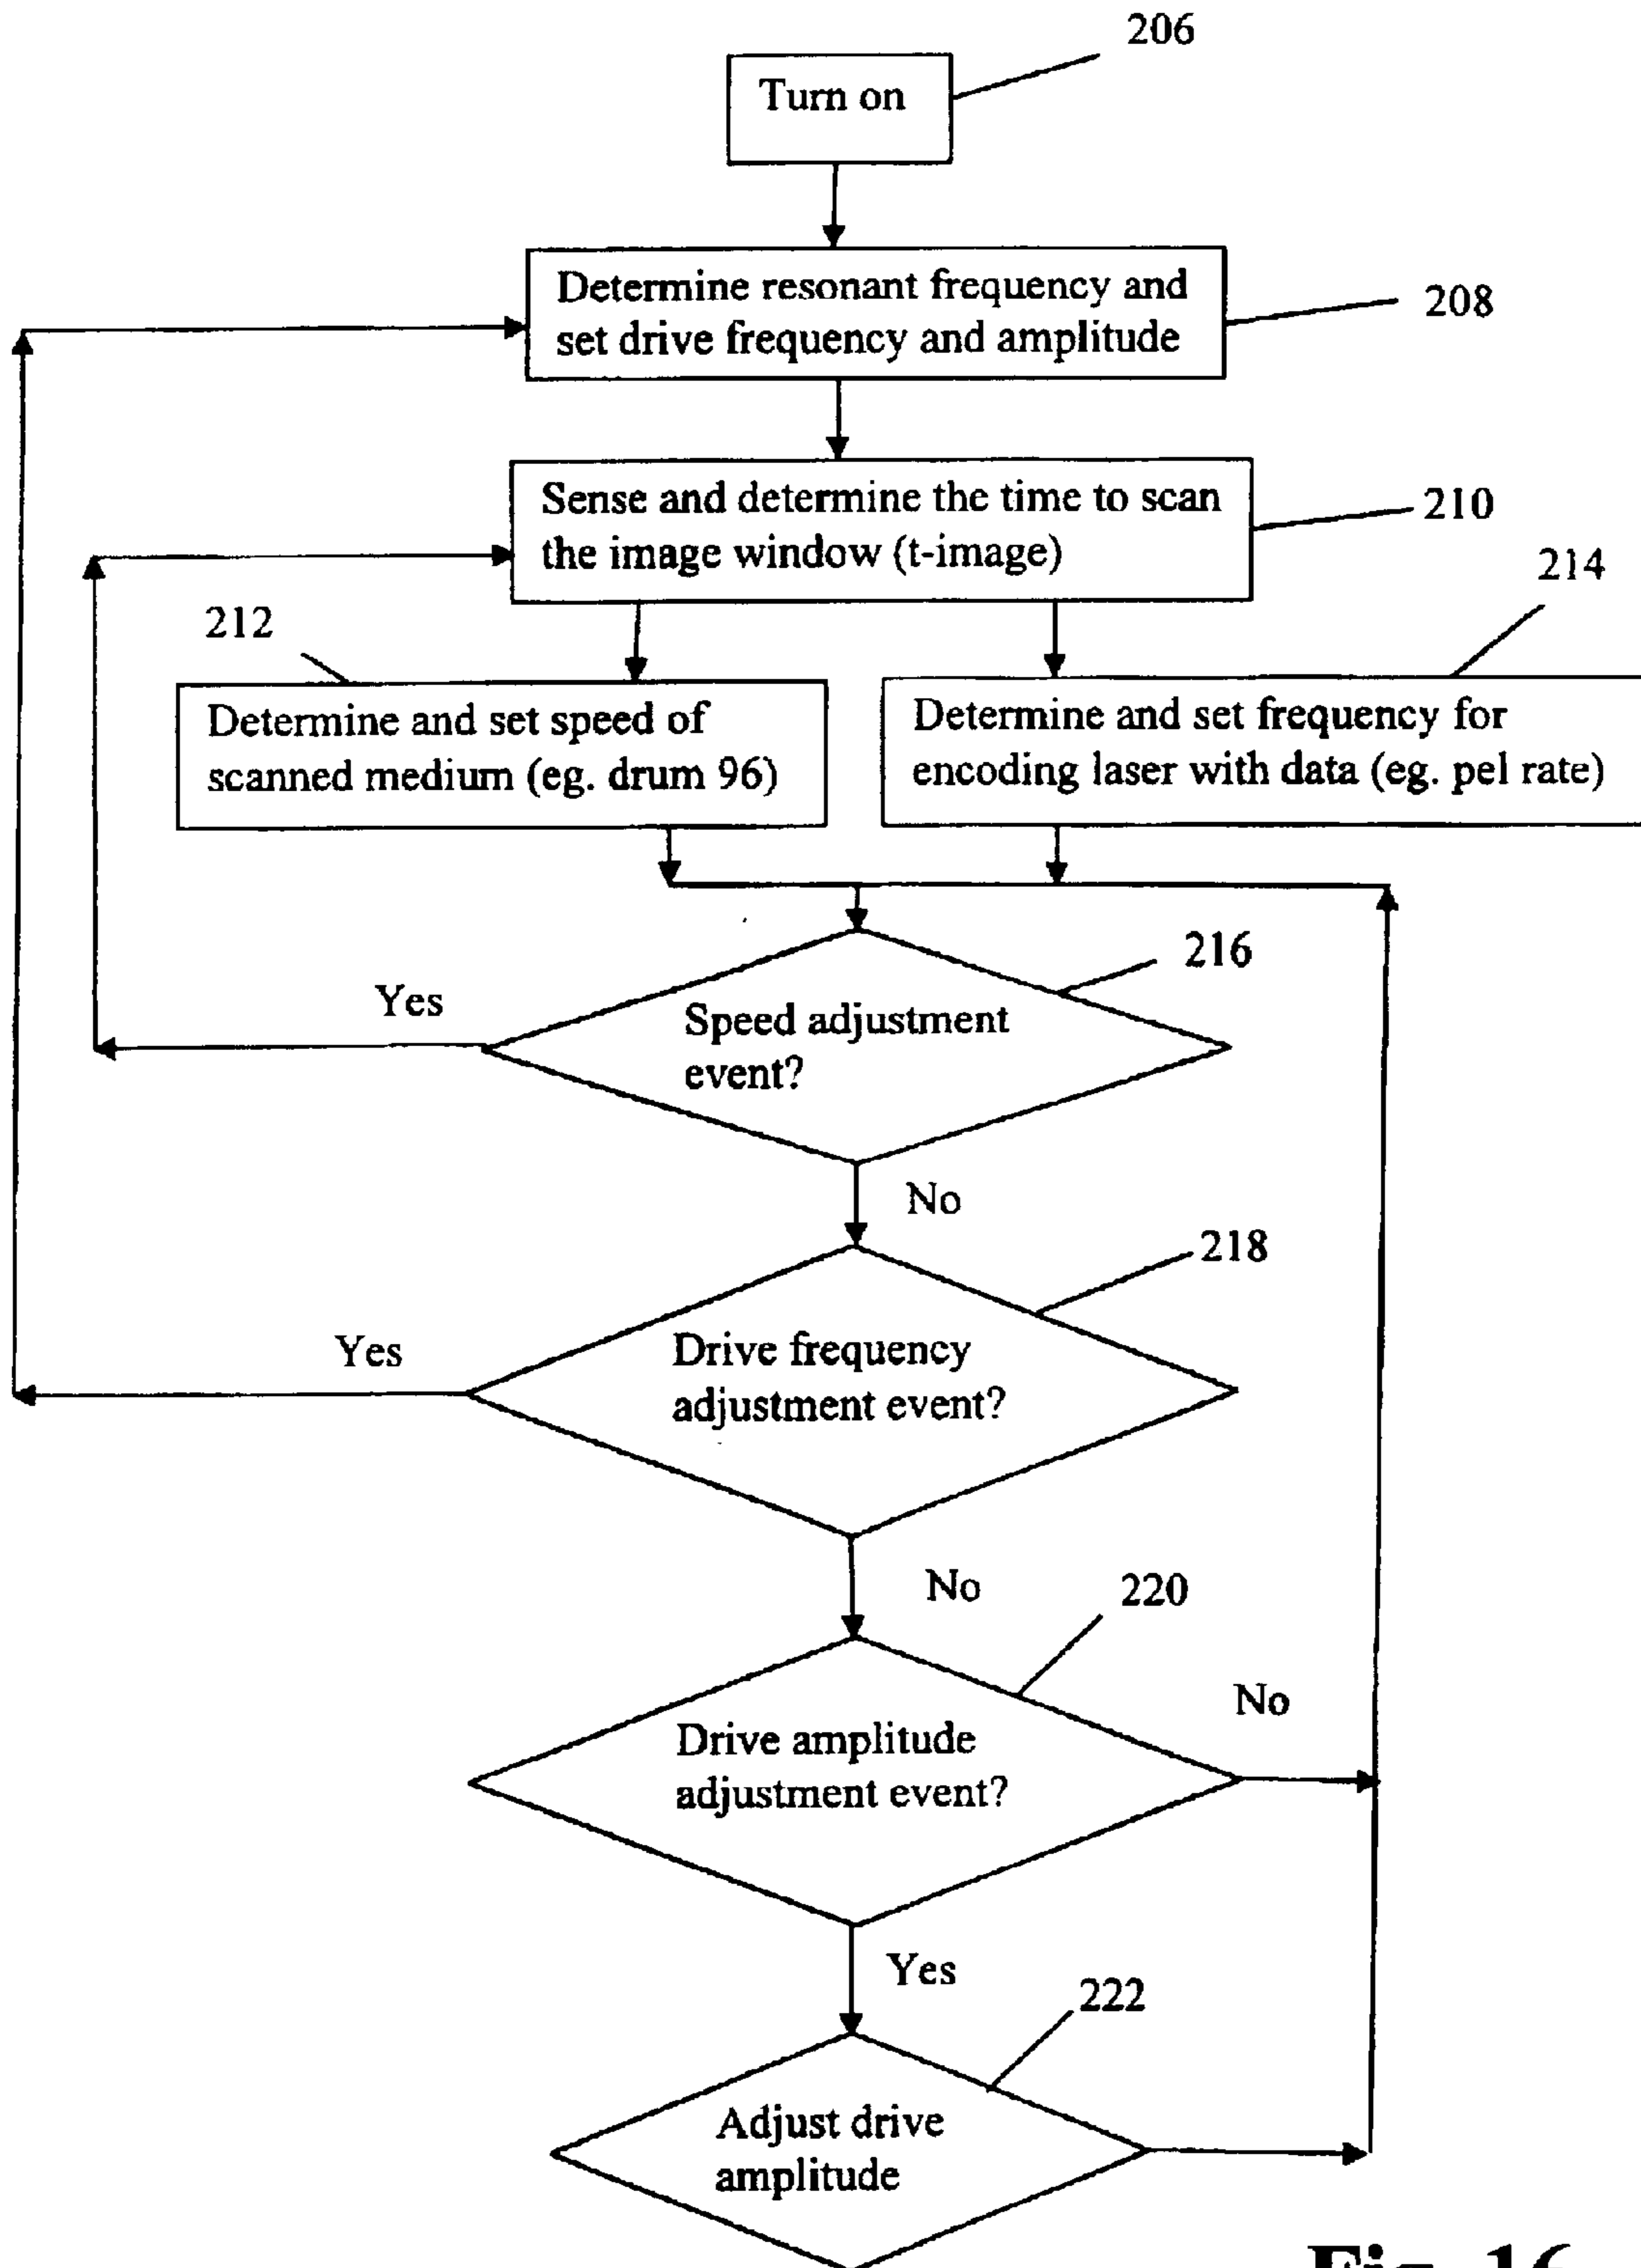 206
Turn on
Determine resonant frequency and
set drive frequency and amplitude
208
Sense and determine the time to scan
the image window (t-image)
210
214
212
Determine and set speed of
scanned medium (eg. drum 96)
Determine and set frequency for
encoding laser with data (eg. pel rate)
216
Yes
Speed adjustment
event?
No
218
Yes
Drive frequency
adjustment event?
No
220
No
Drive amplitude
adjustment event?
Yes
222
Adjust drive
amplitude
Fig. 16